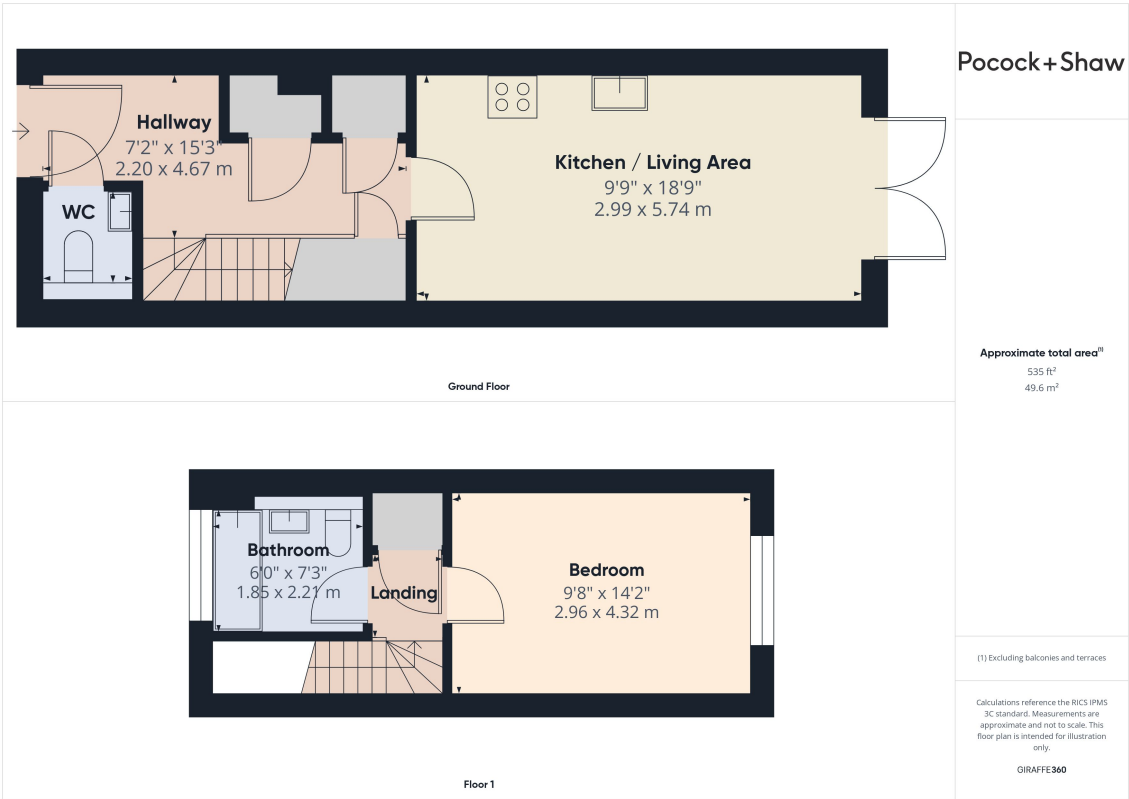 Pocock+Shaw
Hallway
7'2" x 15'3"
2.20 x 4.67 m
WC
Kitchen / Living Area
9'9" x 18'9"
2.99 x 5.74 m
Ground Floor
Approximate total area(1)
535 ft²
49.6 m²
Bathroom
6'0" x 7'3"
1.85 x 2.21 m
Landing
Bedroom
9'8" x 14'2"
2.96 x 4.32 m
Floor 1
(1) Excluding balconies and terraces
Calculations reference the RICS IPMS
3C standard. Measurements are
approximate and not to scale. This
floor plan is intended for illustration
only.
GIRAFFE360